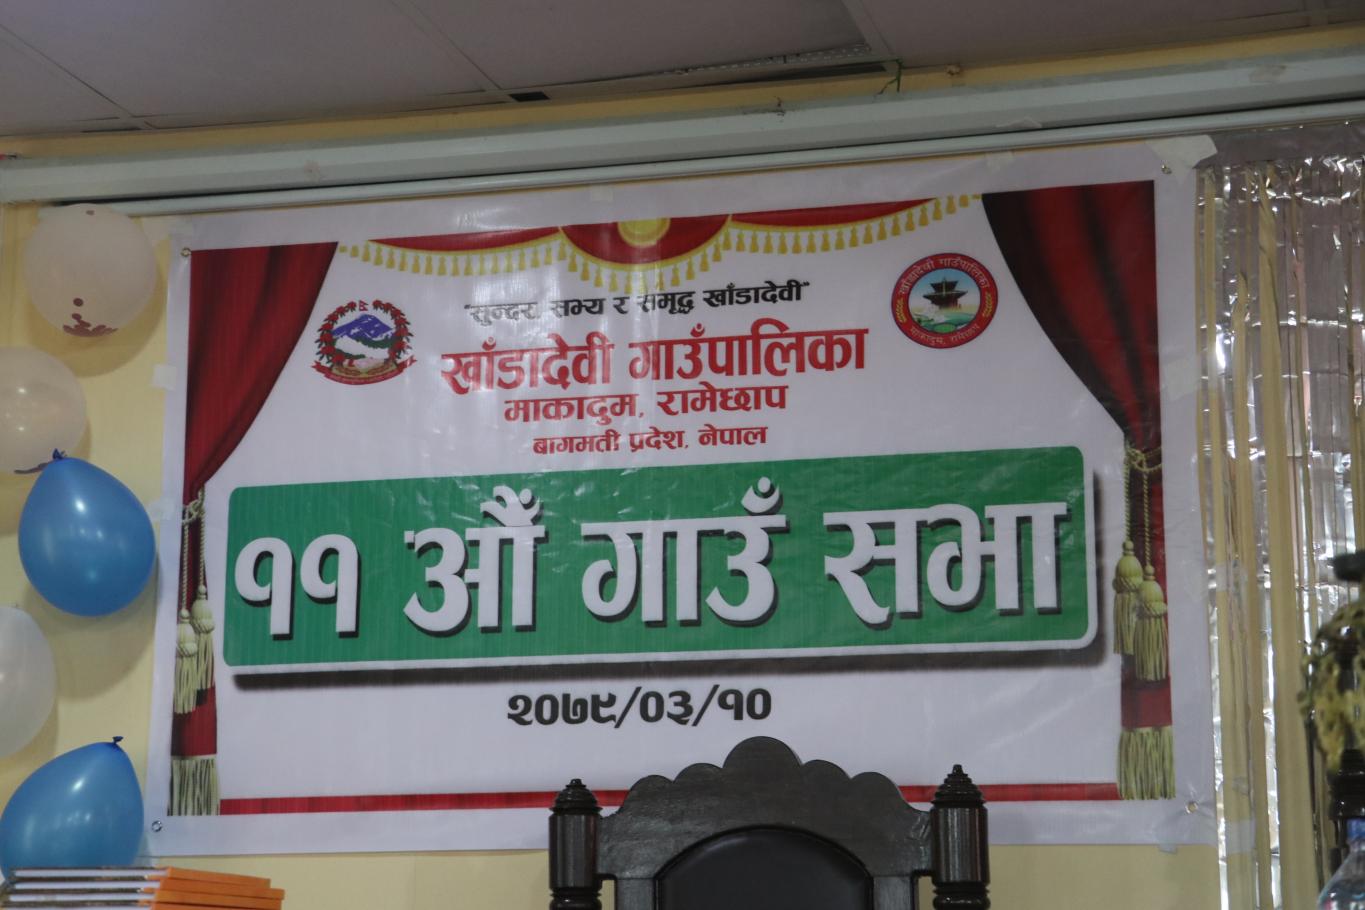 "सुन्दर, सभ्य र समृद्ध खाँडादेवी"
खाँडादेवी गाउँपालिका
माकादुम, रामेछाप
बागमती प्रदेश, नेपाल
११ औँ गाउँ सभा
२०७९/०३/१०
खाँडादेवी गाउँपालिका
माकादुम, रामेछाप